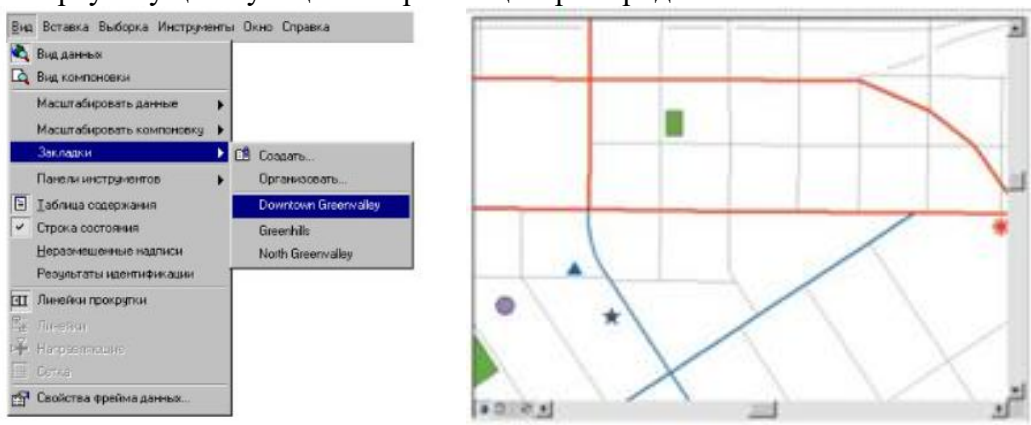 Вид Вставка Выборка Инструменты Окно Справка
Вид данных
Вид компоновки
Масштабировать данные
Масштабировать компоновку
Закладки
Создать...
Панели инструментов
Организовать...
Таблица содержания
Downtown Greenvalley
Строка состояния
Greenhills
Неразмещенные надписи
North Greenvalley
Результаты идентификации
Линейки прокрутки
Линейки
Направляющие
Сетка
Свойства фрейма данных...